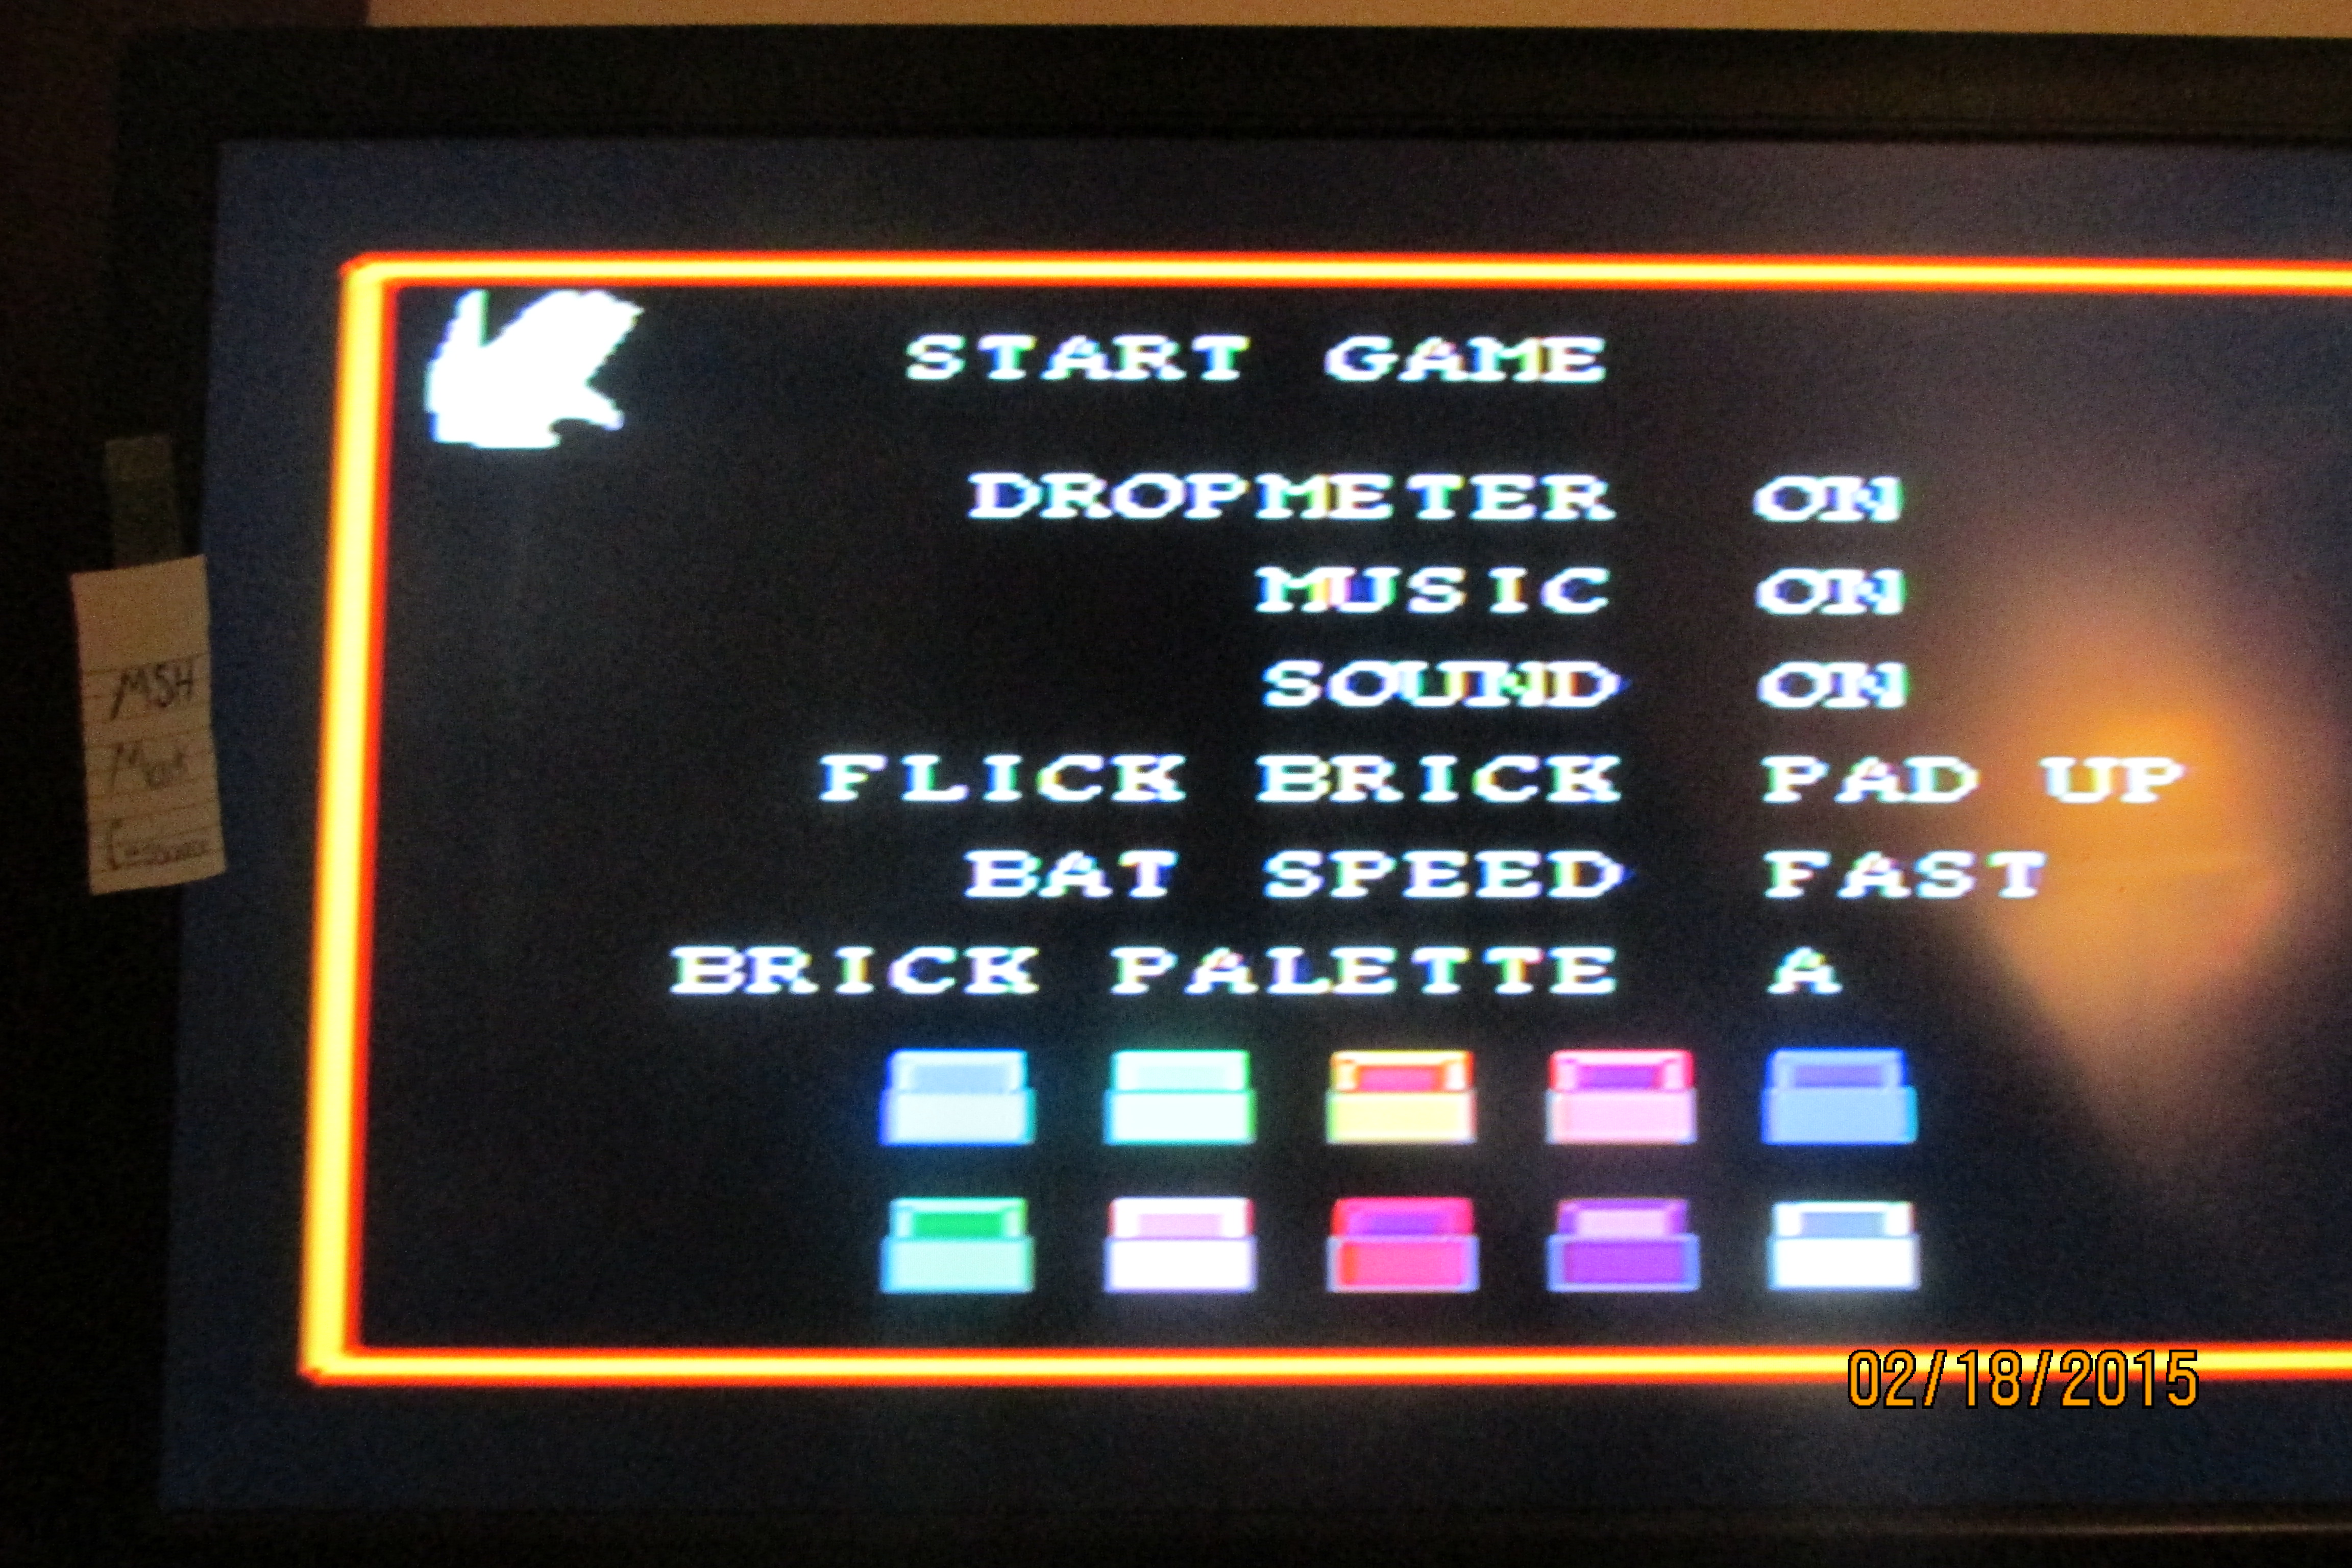 START GAME
DROPMETER ON
MUSIC ON
SOUND ON
FLICK BRICK PAD UP
BAT SPEED FAST
BRICK PALETTE A
MSH
02/18/2015